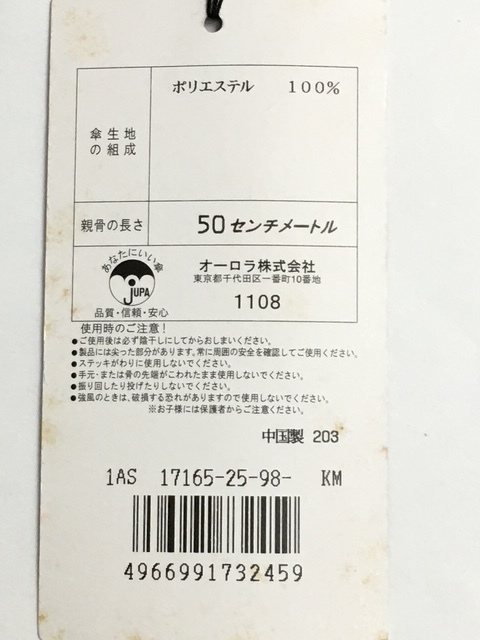 ポリエステル 100%
傘生地
の組成
親骨の長さ
50センチメートル
あなたにいい傘
JUPA
品質・信頼・安心
オーロラ株式会社
東京都千代田区一番町10番地
1108
使用時のご注意!
●ご使用後は必ず陰干しにしてからおしまいください。
●製品には尖った部分があります。常に周囲の安全を確認してご使用ください。
●ステッキがわりに使用しないでください。
●手元・または骨の先端がこわれたまま使用しないでください。
●振り回したり投げたりしないでください。
●強風のときは、破損する恐れがありますので使用しないでください。
※お子様には保護者からご注意ください。
中国製 203
1AS 17165-25-98- KM
4966991732459